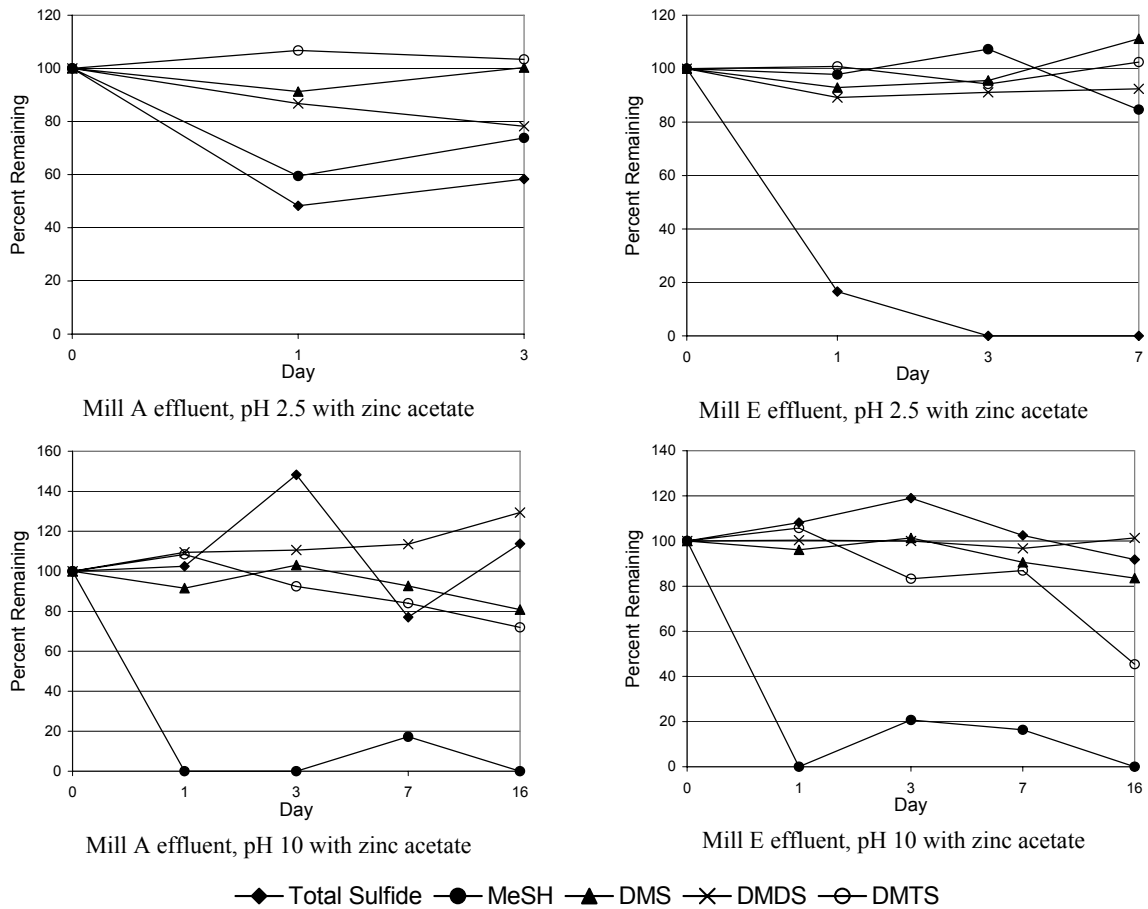 120
100
80
60
40
20
0
Percent Remaining
0 1 3
Day
Mill A effluent, pH 2.5 with zinc acetate
120
100
80
60
40
20
0
Percent Remaining
0 1 3 7
Day
Mill E effluent, pH 2.5 with zinc acetate
160
140
120
100
80
60
40
20
0
Percent Remaining
0 1 3 7 16
Day
Mill A effluent, pH 10 with zinc acetate
140
120
100
80
60
40
20
0
Percent Remaining
0 1 3 7 16
Day
Mill E effluent, pH 10 with zinc acetate
Total Sulfide MeSH DMS DMDS DMTS